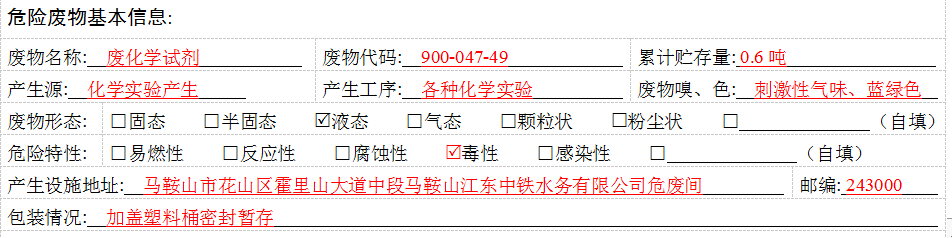 危险废物基本信息:
废物名称: 废化学试剂 废物代码: 900-047-49 累计贮存量: 0.6 吨
产生源: 化学实验产生 产生工序: 各种化学实验 废物嗅、色: 刺激性气味、蓝绿色
废物形态: ☐固态 ☐半固态 ☑液态 ☐气态 ☐颗粒状 ☐粉尘状 ☐____________（自填）
危险特性: ☐易燃性 ☐反应性 ☐腐蚀性 ☑毒性 ☐感染性 ☐____________（自填）
产生设施地址: 马鞍山市花山区霍里山大道中段马鞍山江东中铁水务有限公司危废间 邮编: 243000
包装情况: 加盖塑料桶密封暂存